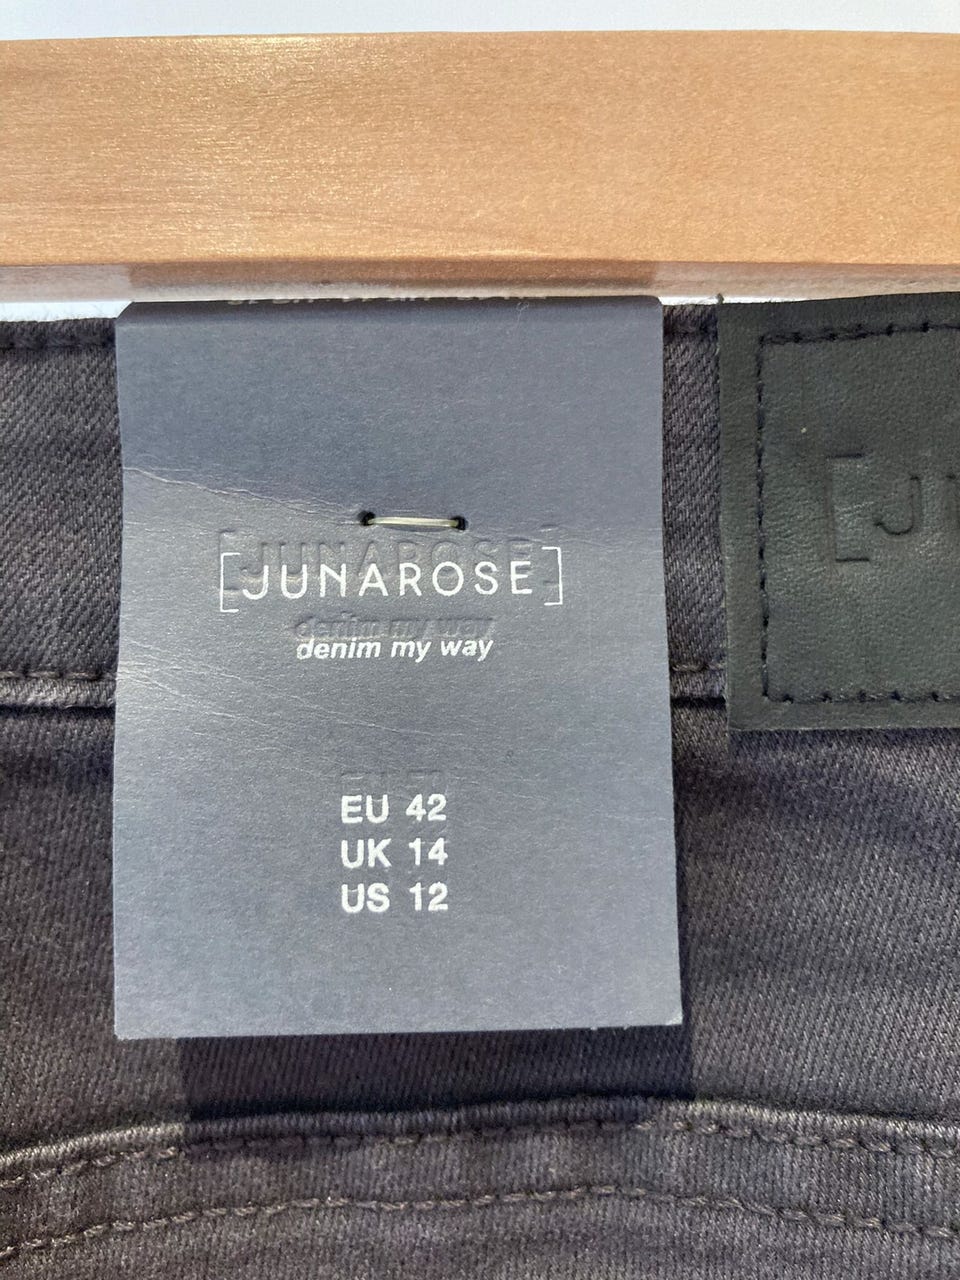 [JUNAROSE]
denim my way
EU 42
UK 14
US 12
[J